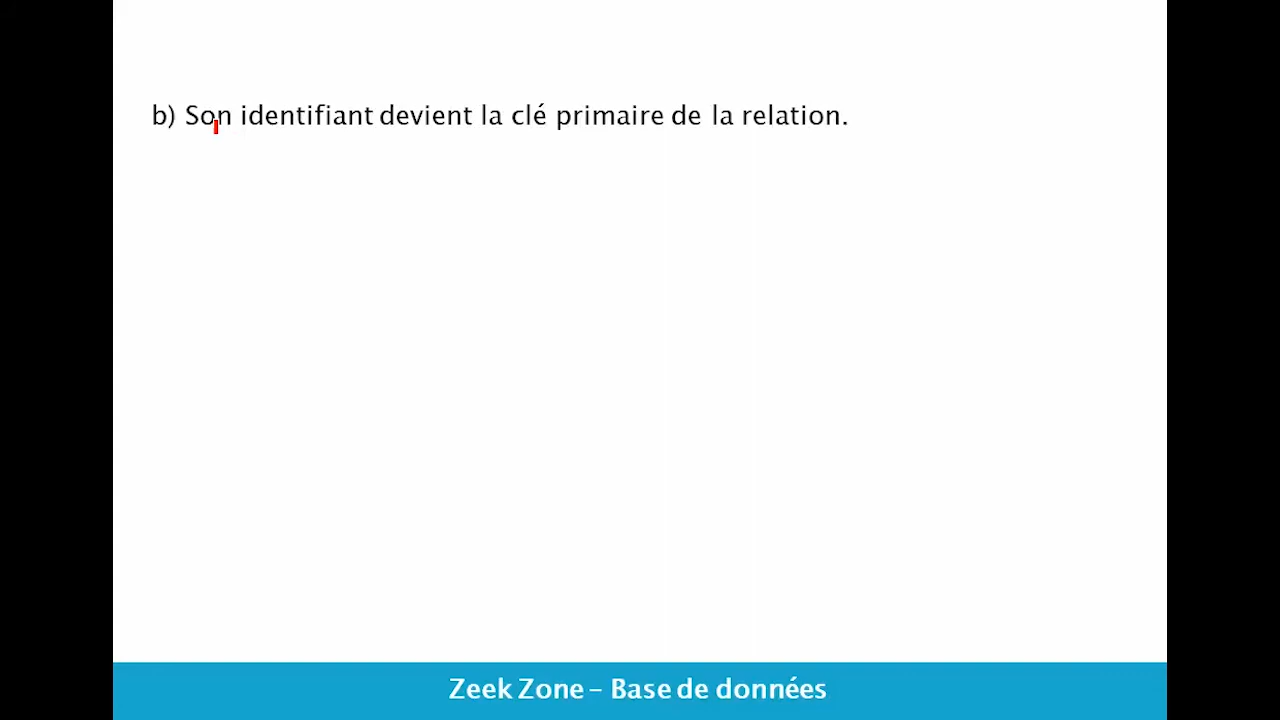 b) Son identifiant devient la clé primaire de la relation.
Zeek Zone – Base de données